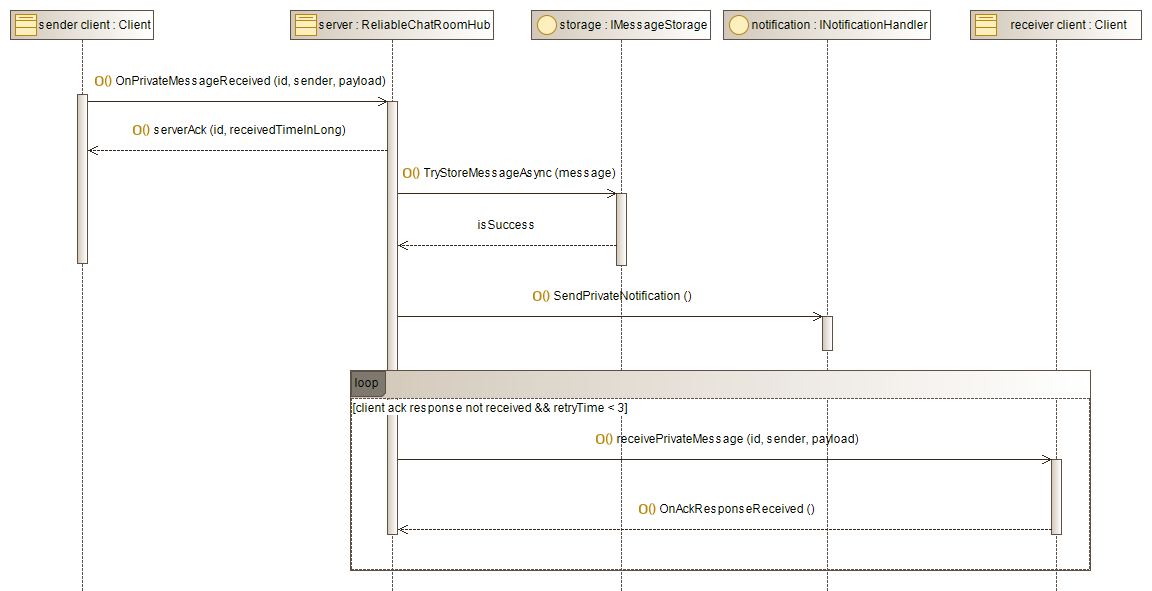 sender client : Client
server : ReliableChatRoomHub
storage : IMessageStorage
notification : INotificationHandler
receiver client : Client
O() OnPrivateMessageReceived (id, sender, payload)
O() serverAck (id, receivedTimeInLong)
O() TryStoreMessageAsync (message)
isSuccess
O() SendPrivateNotification ()
loop
[client ack response not received && retryTime < 3]
O() receivePrivateMessage (id, sender, payload)
O() OnAckResponseReceived ()